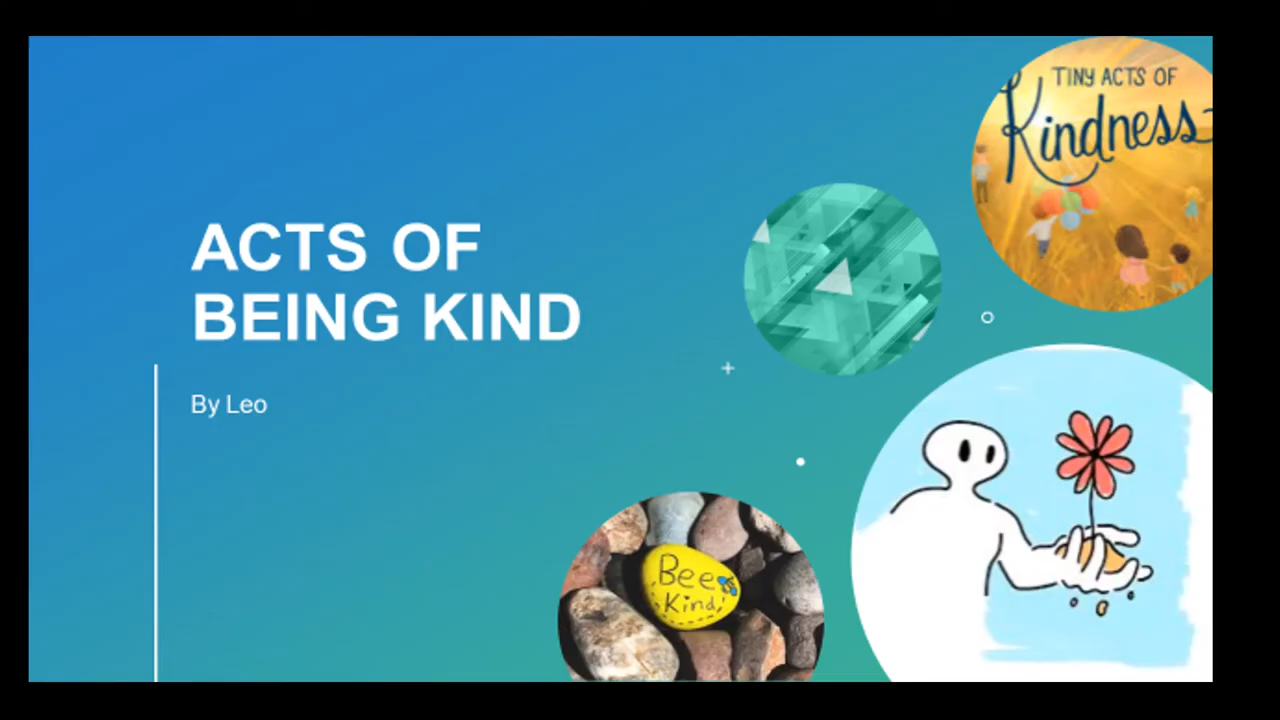 ACTS OF
BEING KIND
By Leo
TINY ACTS OF
Kindness
Bee
Kind!